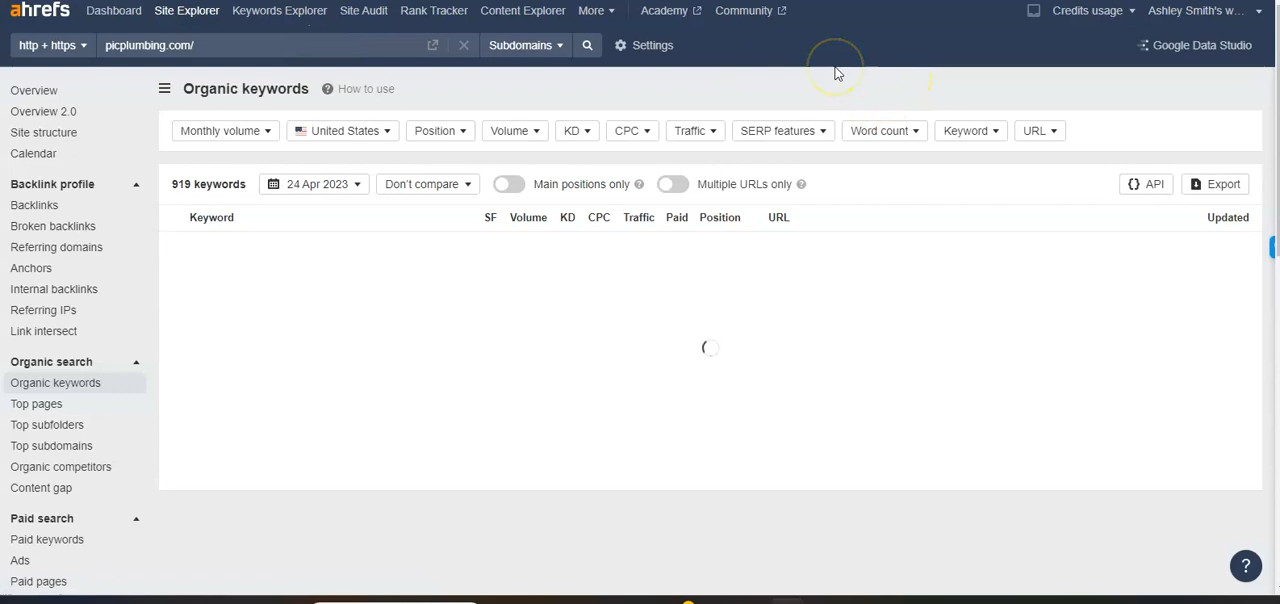 ahrefs Dashboard Site Explorer Keywords Explorer Site Audit Rank Tracker Content Explorer More Academy Community Credits usage Ashley Smith's w...
http + https picplumbing.com/ Subdomains Settings Google Data Studio
Organic keywords ? How to use
Monthly volume United States Position Volume KD CPC Traffic SERP features Word count Keyword URL
919 keywords 24 Apr 2023 Don't compare Main positions only ? Multiple URLs only ? API Export
Keyword SF Volume KD CPC Traffic Paid Position URL Updated
Overview
Overview 2.0
Site structure
Calendar
Backlink profile
Backlinks
Broken backlinks
Referring domains
Anchors
Internal backlinks
Referring IPs
Link intersect
Organic search
Organic keywords
Top pages
Top subfolders
Top subdomains
Organic competitors
Content gap
Paid search
Paid keywords
Ads
Paid pages
?